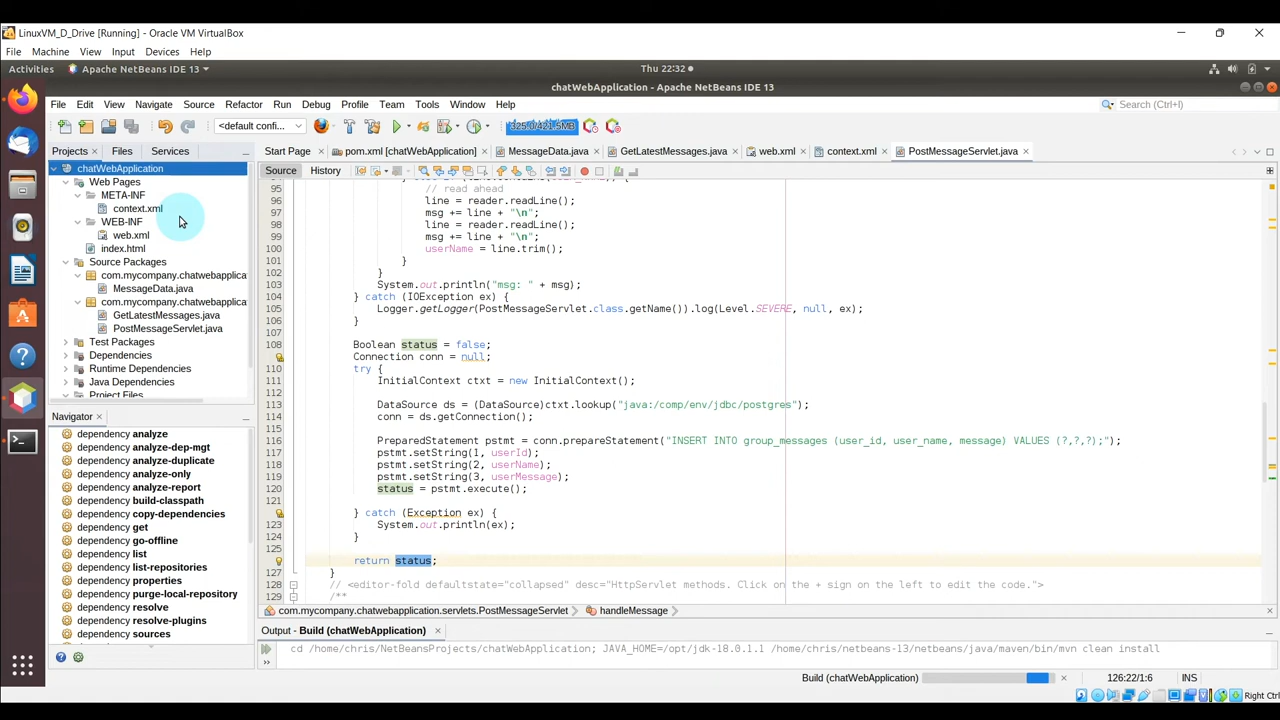 LinuxVM_D_Drive [Running] - Oracle VM VirtualBox
File Machine View Input Devices Help
Activities Apache NetBeans IDE 13 Thu 22:32
chatWebApplication - Apache NetBeans IDE 13
File Edit View Navigate Source Refactor Run Debug Profile Team Tools Window Help Search (Ctrl+I)
<default confi... 325.0/421.5MB
Projects Files Services
Start Page pom.xml [chatWebApplication] MessageData.java GetLatestMessages.java web.xml context.xml PostMessageServlet.java
Source History
chatWebApplication
Web Pages
META-INF
context.xml
WEB-INF
web.xml
index.html
Source Packages
com.mycompany.chatwebapplica
MessageData.java
com.mycompany.chatwebapplica
GetLatestMessages.java
PostMessageServlet.java
Test Packages
Dependencies
Runtime Dependencies
Java Dependencies
Project Files
Navigator
dependency analyze
dependency analyze-dep-mgt
dependency analyze-duplicate
dependency analyze-only
dependency analyze-report
dependency build-classpath
dependency copy-dependencies
dependency get
dependency go-offline
dependency list
dependency list-repositories
dependency properties
dependency purge-local-repository
dependency resolve
dependency resolve-plugins
dependency sources
95 // read ahead
96 line = reader.readLine();
97 msg += line + "\n";
98 line = reader.readLine();
99 msg += line + "\n";
100 userName = line.trim();
101 }
102 }
103 System.out.println("msg: " + msg);
104 } catch (IOException ex) {
105 Logger.getLogger(PostMessageServlet.class.getName()).log(Level.SEVERE, null, ex);
106 }
107
108 Boolean status = false;
Connection conn = null;
110 try {
111 InitialContext ctxt = new InitialContext();
112
113 DataSource ds = (DataSource)ctxt.lookup("java:/comp/env/jdbc/postgres");
114 conn = ds.getConnection();
115
116 PreparedStatement pstmt = conn.prepareStatement("INSERT INTO group_messages (user_id, user_name, message) VALUES (?,?,?);");
117 pstmt.setString(1, userId);
118 pstmt.setString(2, userName);
119 pstmt.setString(3, userMessage);
120 status = pstmt.execute();
121
} catch (Exception ex) {
123 System.out.println(ex);
124 }
125
return status;
127 }
128 // <editor-fold defaultstate="collapsed" desc="HttpServlet methods. Click on the + sign on the left to edit the code.">
129 /**
com.mycompany.chatwebapplication.servlets.PostMessageServlet handleMessage
Output - Build (chatWebApplication)
cd /home/chris/NetBeansProjects/chatWebApplication; JAVA_HOME=/opt/jdk-18.0.1.1 /home/chris/netbeans-13/netbeans/java/maven/bin/mvn clean install
Build (chatWebApplication) 126:22/1:6 INS
Right Ctrl